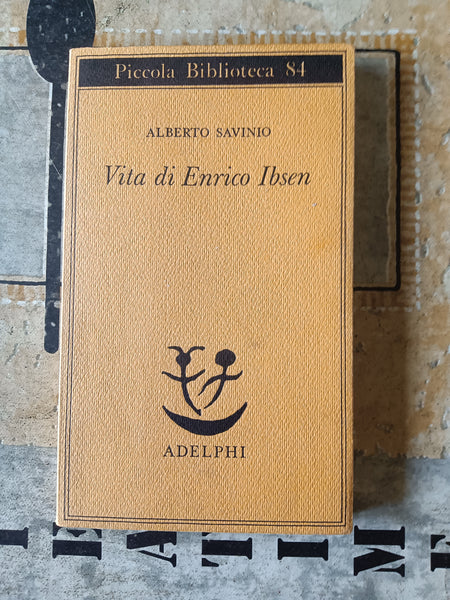 Piccola Biblioteca 84
ALBERTO SAVINIO
Vita di Enrico Ibsen
ADELPHI